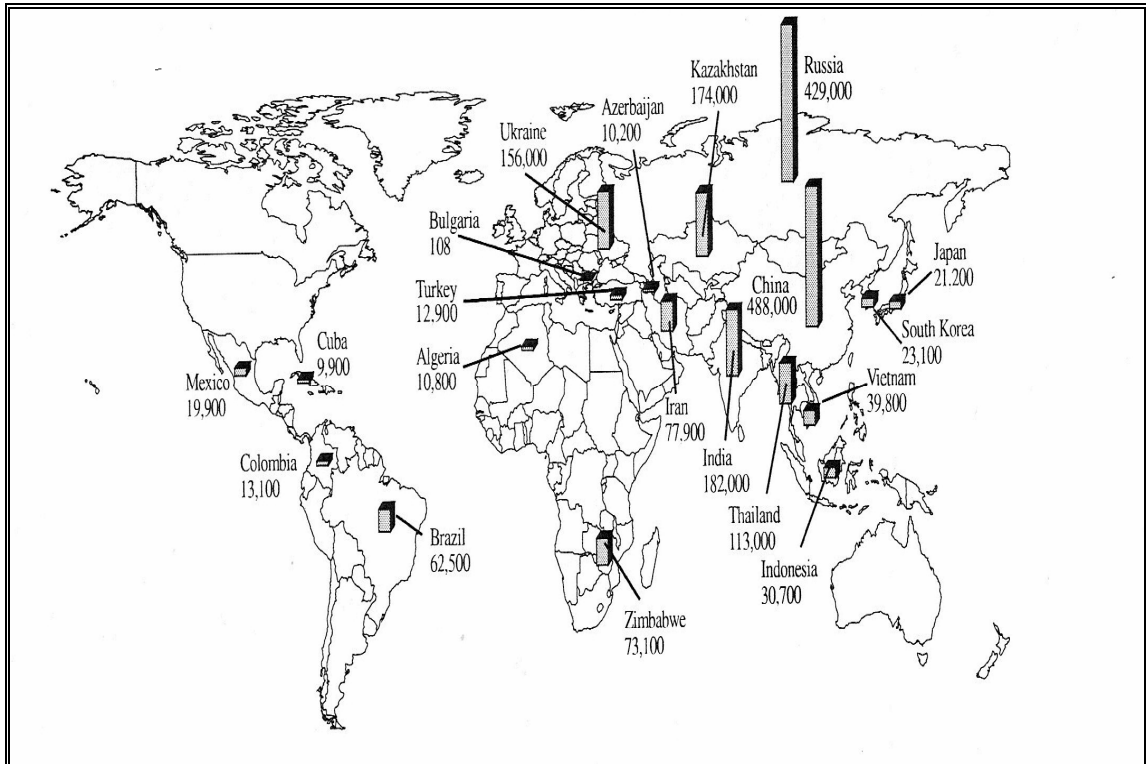 Kazakhstan
174,000
Russia
429,000
Azerbaijan
10,200
Ukraine
156,000
Bulgaria
108
Turkey
12,900
Algeria
10,800
China
488,000
Japan
21.200
South Korea
23,100
Vietnam
39,800
Iran
77.900
India
182,000
Thailand
113,000
Indonesia
30,700
Cuba
9,900
Mexico
19,900
Colombia
13,100
Brazil
62,500
Zimbabwe
73,100